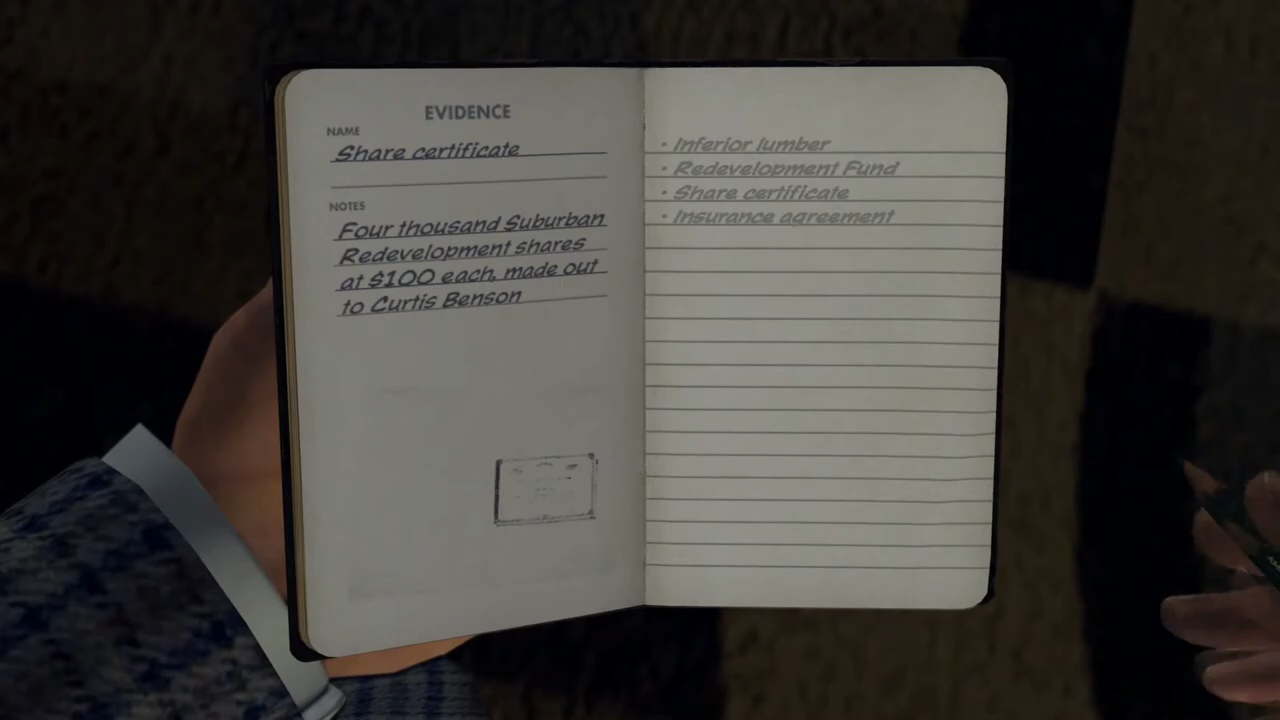 EVIDENCE
NAME
Share certificate
NOTES
Four thousand Suburban
Redevelopment shares
at $100 each, made out
to Curtis Benson
• Inferior lumber
• Redevelopment Fund
• Share certificate
• Insurance agreement